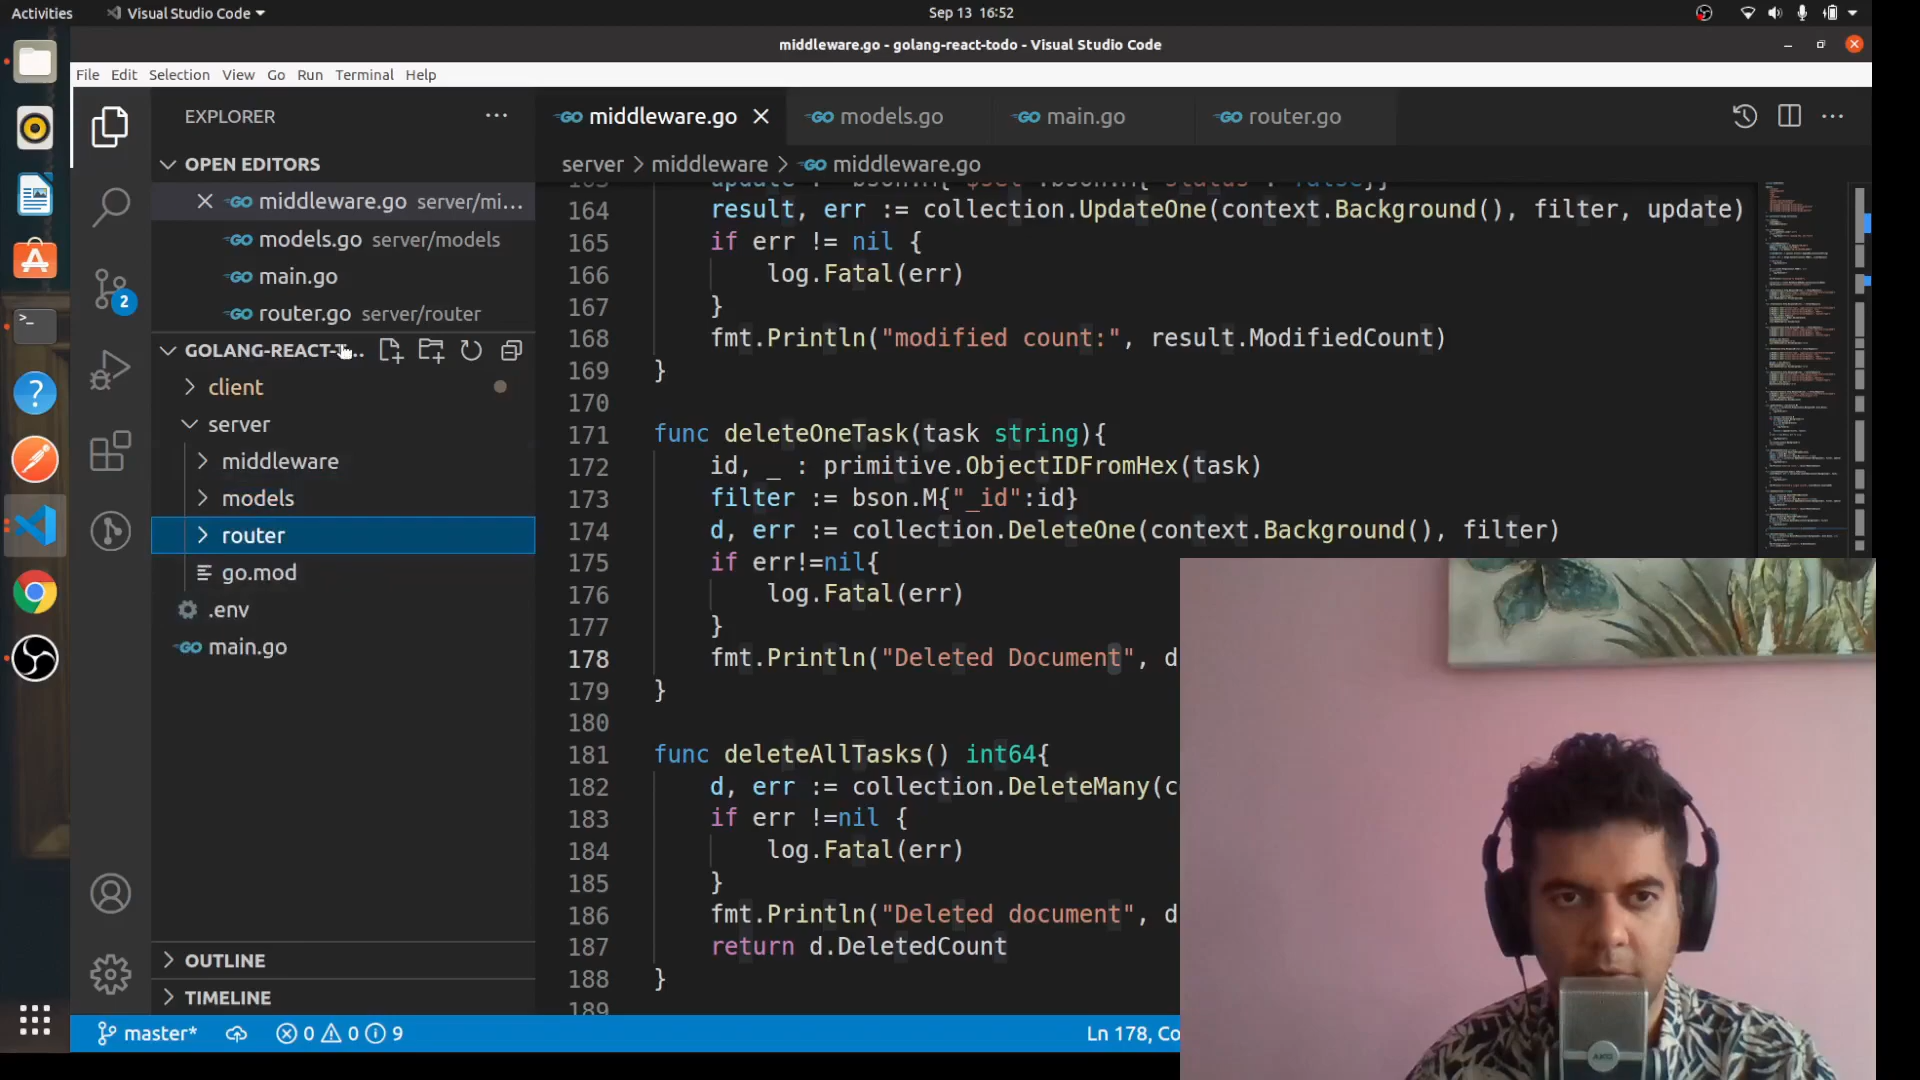 Activities
Visual Studio Code
Sep 13 16:52
middleware.go - golang-react-todo - Visual Studio Code
File Edit Selection View Go Run Terminal Help
EXPLORER
OPEN EDITORS
middleware.go server/mi...
models.go server/models
main.go
router.go server/router
GOLANG-REACT-T...
client
server
middleware
models
router
go.mod
.env
main.go
OUTLINE
TIMELINE
2
middleware.go
models.go
main.go
router.go
server > middleware > middleware.go
164 result, err := collection.UpdateOne(context.Background(), filter, update)
165 if err != nil {
166 log.Fatal(err)
167 }
168 fmt.Println("modified count:", result.ModifiedCount)
169 }
170
171 func deleteOneTask(task string){
172 id, _ : primitive.ObjectIDFromHex(task)
173 filter := bson.M{"_id":id}
174 d, err := collection.DeleteOne(context.Background(), filter)
175 if err!=nil{
176 log.Fatal(err)
177 }
178 fmt.Println("Deleted Document", d
179 }
180
181 func deleteAllTasks() int64{
182 d, err := collection.DeleteMany(c
183 if err !=nil {
184 log.Fatal(err)
185 }
186 fmt.Println("Deleted document", d
187 return d.DeletedCount
188 }
189
master* 0 0 9
Ln 178, Co